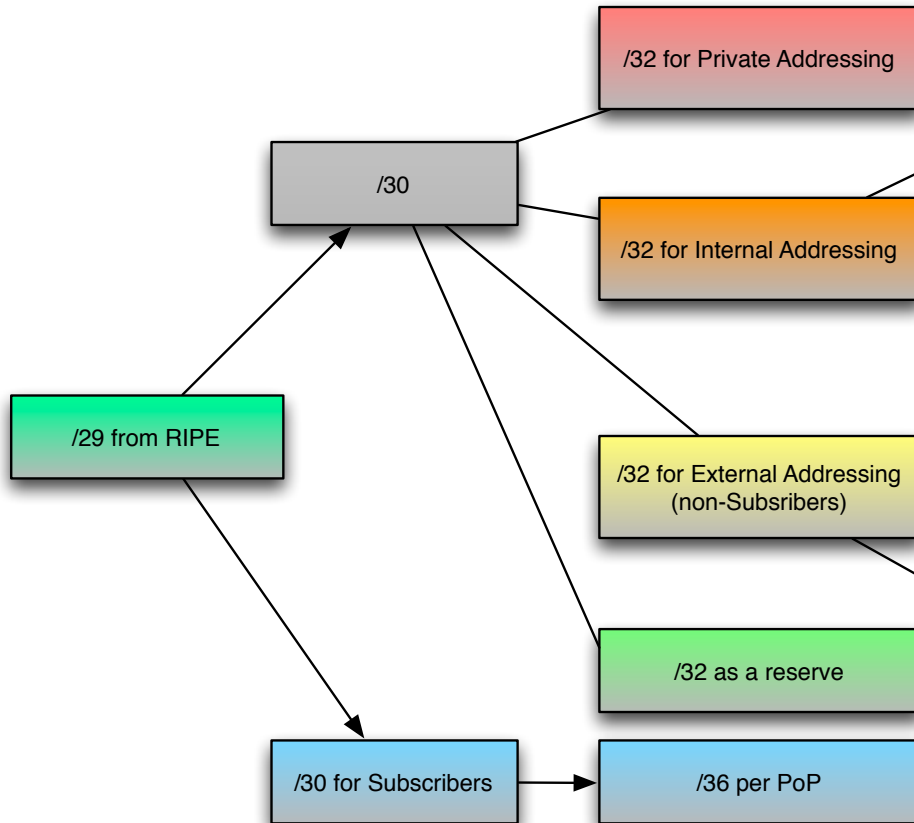 /32 for Private Addressing
/30
/32 for Internal Addressing
/29 from RIPE
/32 for External Addressing
(non-Subsribers)
/32 as a reserve
/30 for Subscribers
/36 per PoP